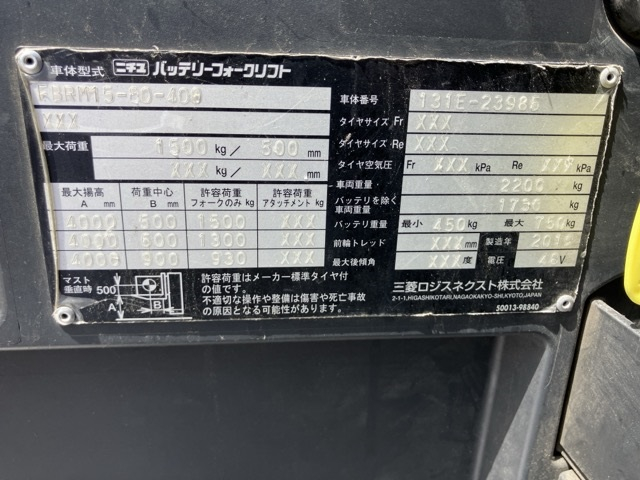 車体型式 ニチユ バッテリーフォークリフト
XXX
最大荷重 1500 kg / 500 mm
XXX kg / XXX mm
最大揚高 A mm 荷重中心 B mm 許容荷重 フォークのみ kg 許容荷重 アタッチメント kg
4000 500 1500
4000 600 1300 XXX
4000 900 930 XXX
マスト垂直時 500 A B
許容荷重はメーカー標準タイヤ付
の値です。
不適切な操作や整備は傷害や死亡事故
の原因となる可能性があります。
車体番号 131E-23986
タイヤサイズ Fr XXX
タイヤサイズ Re XXX
タイヤ空気圧 Fr XXX kPa Re XXX kPa
車両重量 2200 kg
バッテリを除く
車両重量 kg
バッテリ重量 最小 450 kg 最大 kg
前輪トレッド XXX mm 製造年
最大後傾角 XXX 度 電圧 48 V
三菱ロジスネクスト株式会社
2-1-1,HIGASHIKOTARI,NAGAOKAKYO-SHI,KYOTO,JAPAN
50013-98840